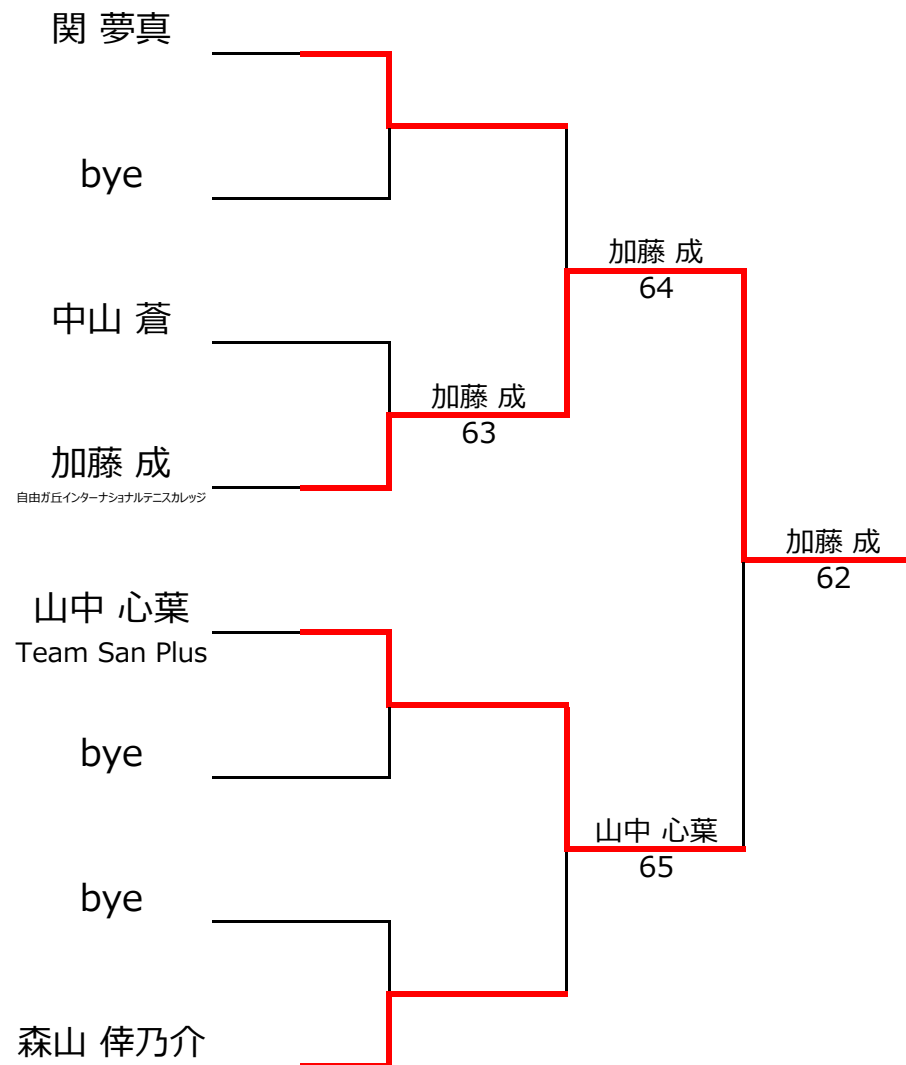 関 夢真
bye
加藤 成
64
中山 蒼
加藤 成
63
加藤 成
自由ガ丘インターナショナルテニスカレッジ
加藤 成
62
山中 心葉
Team San Plus
bye
山中 心葉
65
bye
森山 倖乃介